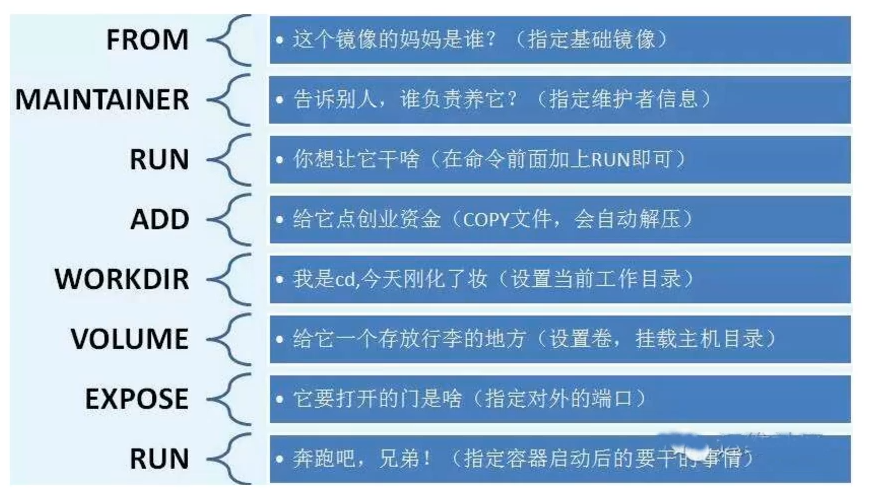 FROM • 这个镜像的妈妈是谁？（指定基础镜像）
MAINTAINER • 告诉别人，谁负责养它？（指定维护者信息）
RUN • 你想让它干啥（在命令前面加上RUN即可）
ADD • 给它点创业资金（COPY文件，会自动解压）
WORKDIR • 我是cd,今天刚化了妆（设置当前工作目录）
VOLUME • 给它一个存放行李的地方（设置卷，挂载主机目录）
EXPOSE • 它要打开的门是啥（指定对外的端口）
RUN • 奔跑吧，兄弟！（指定容器启动后的要干的事情）